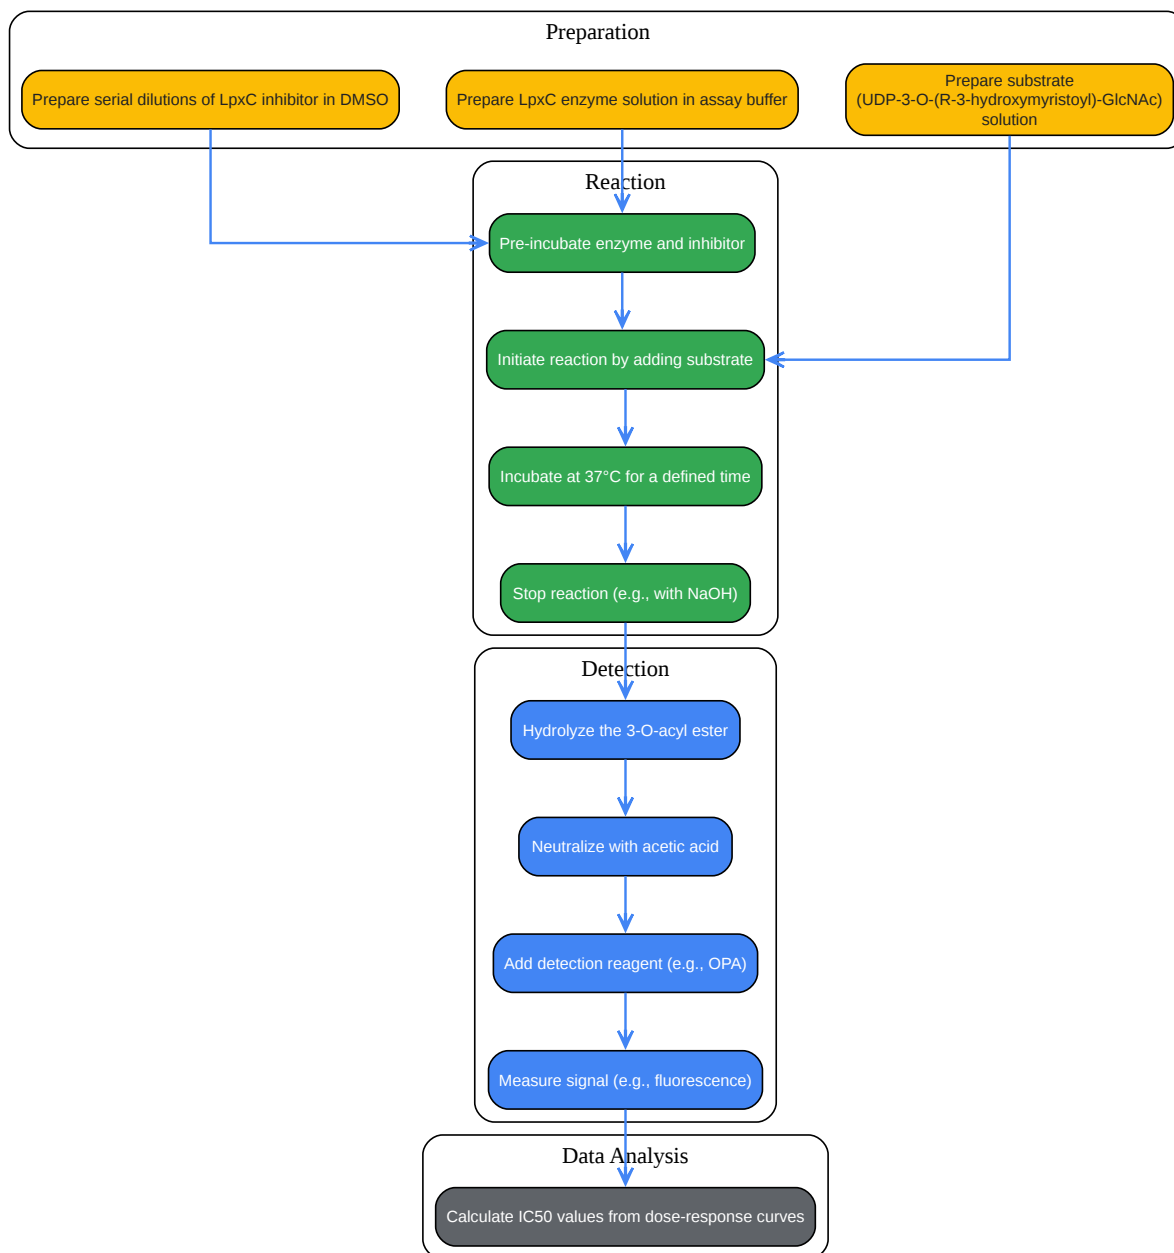 Preparation
Prepare serial dilutions of LpxC inhibitor in DMSO
Prepare LpxC enzyme solution in assay buffer
Prepare substrate
(UDP-3-O-(R-3-hydroxymyristoyl)-GlcNAc)
solution
Reaction
Pre-incubate enzyme and inhibitor
Initiate reaction by adding substrate
Incubate at 37°C for a defined time
Stop reaction (e.g., with NaOH)
Detection
Hydrolyze the 3-O-acyl ester
Neutralize with acetic acid
Add detection reagent (e.g., OPA)
Measure signal (e.g., fluorescence)
Data Analysis
Calculate IC50 values from dose-response curves